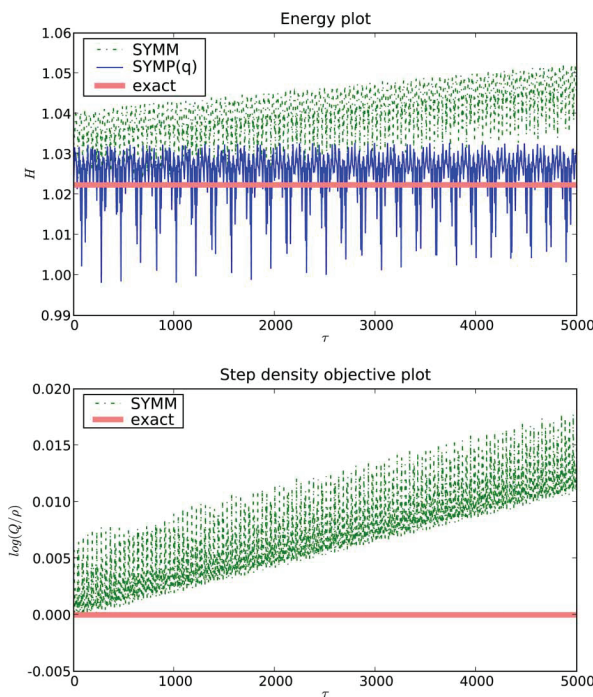 Energy plot
1.06
1.05
1.04
1.03
1.02
1.01
1.00
0.99
H
SYMM
SYMP(q)
exact
0
1000
2000
3000
4000
5000
τ
Step density objective plot
0.020
0.015
0.010
0.005
0.000
-0.005
log(Q/ρ)
SYMM
exact
0
1000
2000
3000
4000
5000
τ